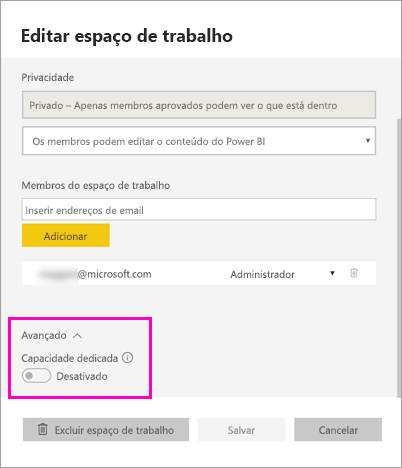 Editar espaço de trabalho
Privacidade
Privado – Apenas membros aprovados podem ver o que está dentro
Os membros podem editar o conteúdo do Power BI
Membros do espaço de trabalho
Inserir endereços de email
Adicionar
@microsoft.com Administrador
Avançado
Capacidade dedicada
Desativado
Excluir espaço de trabalho Salvar Cancelar